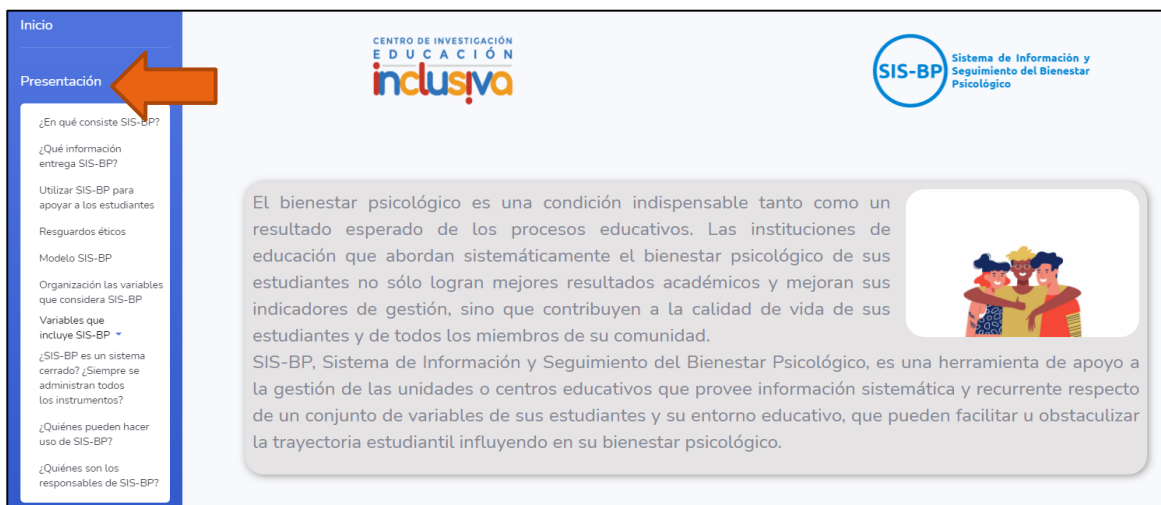 Inicio
Presentación
¿En qué consiste SIS-BP?
¿Qué información
entrega SIS-BP?
Utilizar SIS-BP para
apoyar a los estudiantes
Resguardos éticos
Modelo SIS-BP
Organización las variables
que considera SIS-BP
Variables que
incluye SIS-BP
¿SIS-BP es un sistema
cerrado? ¿Siempre se
administran todos
los instrumentos?
¿Quiénes pueden hacer
uso de SIS-BP?
¿Quiénes son los
responsables de SIS-BP?
CENTRO DE INVESTIGACIÓN
EDUCACIÓN
inclusiva
SIS-BP
Sistema de Información y
Seguimiento del Bienestar
Psicológico
El bienestar psicológico es una condición indispensable tanto como un
resultado esperado de los procesos educativos. Las instituciones de
educación que abordan sistemáticamente el bienestar psicológico de sus
estudiantes no sólo logran mejores resultados académicos y mejoran sus
indicadores de gestión, sino que contribuyen a la calidad de vida de sus
estudiantes y de todos los miembros de su comunidad.
SIS-BP, Sistema de Información y Seguimiento del Bienestar Psicológico, es una herramienta de apoyo a
la gestión de las unidades o centros educativos que provee información sistemática y recurrente respecto
de un conjunto de variables de sus estudiantes y su entorno educativo, que pueden facilitar u obstaculizar
la trayectoria estudiantil influyendo en su bienestar psicológico.